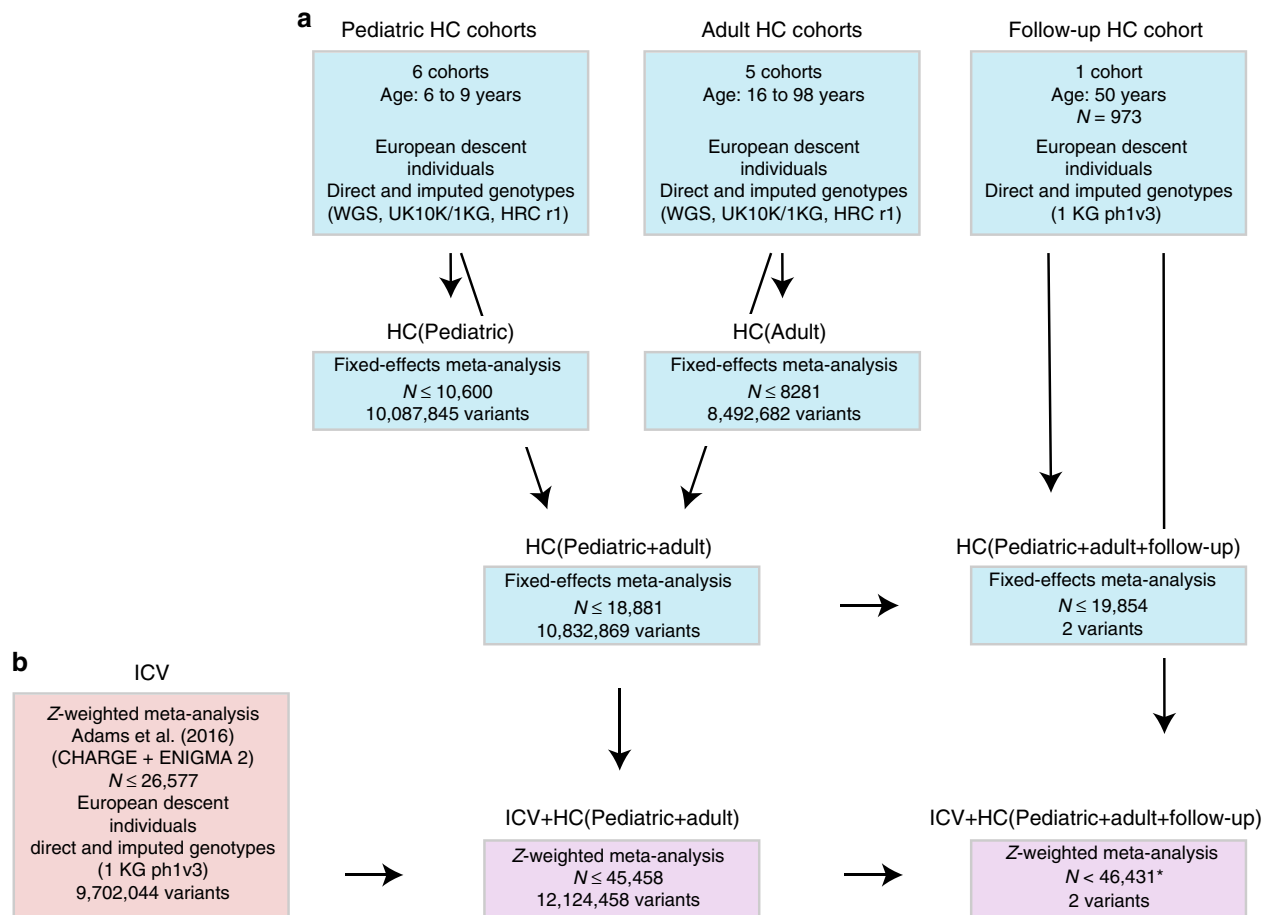 a
Pediatric HC cohorts
6 cohorts
Age: 6 to 9 years
European descent
individuals
Direct and imputed genotypes
(WGS, UK10K/1KG, HRC r1)
Adult HC cohorts
5 cohorts
Age: 16 to 98 years
European descent
individuals
Direct and imputed genotypes
(WGS, UK10K/1KG, HRC r1)
Follow-up HC cohort
1 cohort
Age: 50 years
N = 973
European descent
individuals
Direct and imputed genotypes
(1 KG ph1v3)
HC(Pediatric)
Fixed-effects meta-analysis
N ≤ 10,600
10,087,845 variants
HC(Adult)
Fixed-effects meta-analysis
N ≤ 8281
8,492,682 variants
HC(Pediatric+adult)
Fixed-effects meta-analysis
N ≤ 18,881
10,832,869 variants
HC(Pediatric+adult+follow-up)
Fixed-effects meta-analysis
N ≤ 19,854
2 variants
b
ICV
Z-weighted meta-analysis
Adams et al. (2016)
(CHARGE + ENIGMA 2)
N ≤ 26,577
European descent
individuals
direct and imputed genotypes
(1 KG ph1v3)
9,702,044 variants
ICV+HC(Pediatric+adult)
Z-weighted meta-analysis
N ≤ 45,458
12,124,458 variants
ICV+HC(Pediatric+adult+follow-up)
Z-weighted meta-analysis
N < 46,431*
2 variants